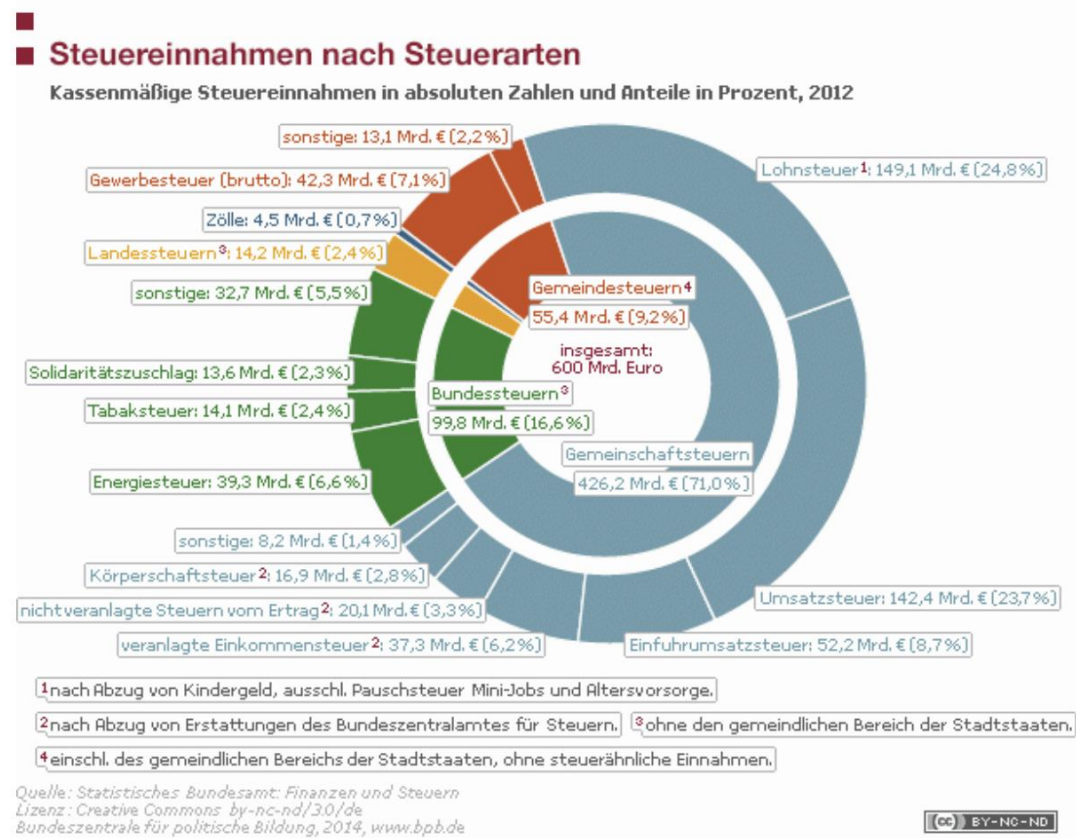 Steuereinnahmen nach Steuerarten
Kassenmäßige Steuereinnahmen in absoluten Zahlen und Anteile in Prozent, 2012
sonstige: 13,1 Mrd. € (2,2%)
Lohnsteuer¹: 149,1 Mrd. € (24,8%)
Gewerbesteuer (brutto): 42,3 Mrd. € (7,1%)
Zölle: 4,5 Mrd. € (0,7%)
Landessteuern³: 14,2 Mrd. € (2,4%)
sonstige: 32,7 Mrd. € (5,5%)
Gemeindesteuern⁴
55,4 Mrd. € (9,2%)
insgesamt:
600 Mrd. Euro
Solidaritätszuschlag: 13,6 Mrd. € (2,3%)
Bundessteuern³
99,8 Mrd. € (16,6%)
Tabaksteuer: 14,1 Mrd. € (2,4%)
Gemeinschaftsteuern
426,2 Mrd. € (71,0%)
Energiesteuer: 39,3 Mrd. € (6,6%)
sonstige: 8,2 Mrd. € (1,4%)
Körperschaftsteuer²: 16,9 Mrd. € (2,8%)
nicht veranlagte Steuern vom Ertrag²: 20,1 Mrd. € (3,3%)
Umsatzsteuer: 142,4 Mrd. € (23,7%)
veranlagte Einkommensteuer²: 37,3 Mrd. € (6,2%)
Einfuhrumsatzsteuer: 52,2 Mrd. € (8,7%)
¹nach Abzug von Kindergeld, ausschl. Pauschsteuer Mini-Jobs und Altersvorsorge.
²nach Abzug von Erstattungen des Bundeszentralamtes für Steuern.
³ohne den gemeindlichen Bereich der Stadtstaaten.
⁴einschl. des gemeindlichen Bereichs der Stadtstaaten, ohne steuerähnliche Einnahmen.
Quelle: Statistisches Bundesamt: Finanzen und Steuern
Lizenz: Creative Commons by-nc-nd/3.0/de
Bundeszentrale für politische Bildung, 2014, www.bpb.de
(cc) BY-NC-ND